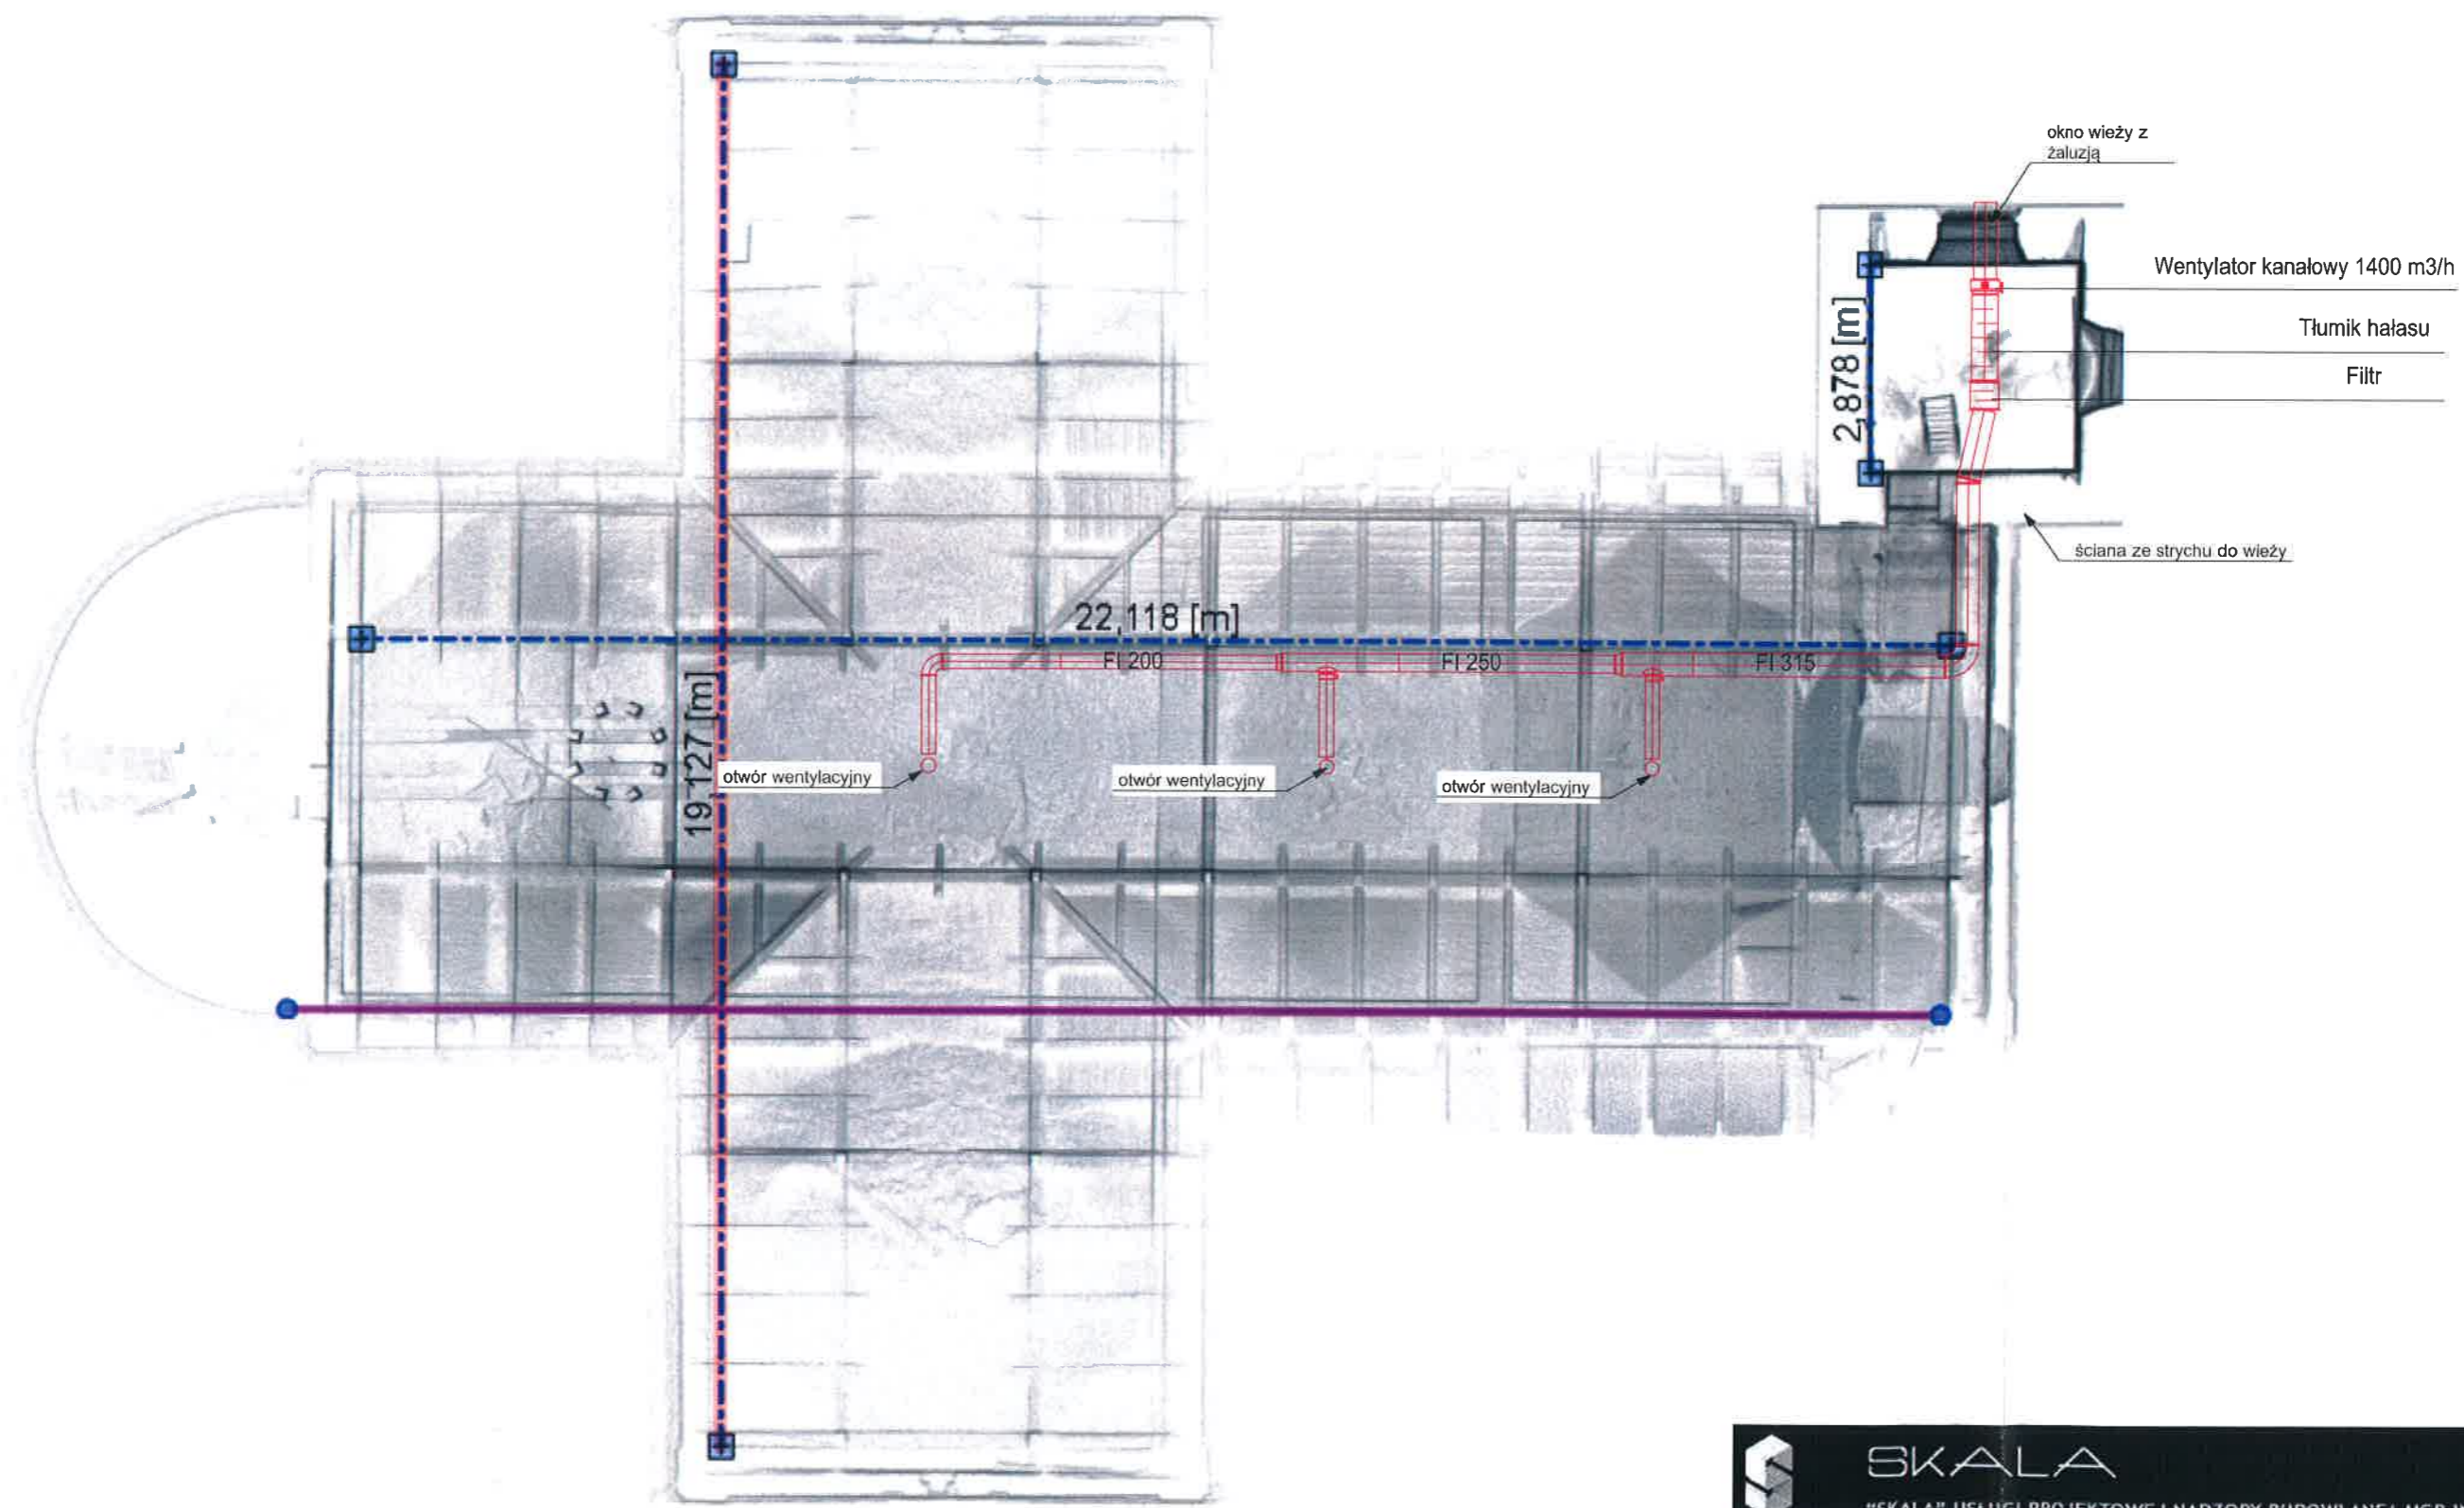 okno wieży z
żaluzją
Wentylator kanałowy 1400 m3/h
Tłumik hałasu
Filtr
2,878 [m]
ściana ze strychu do wieży
22,118 [m]
FI 200
FI 250
FI 315
19,127 [m]
otwór wentylacyjny
otwór wentylacyjny
otwór wentylacyjny
SKALA